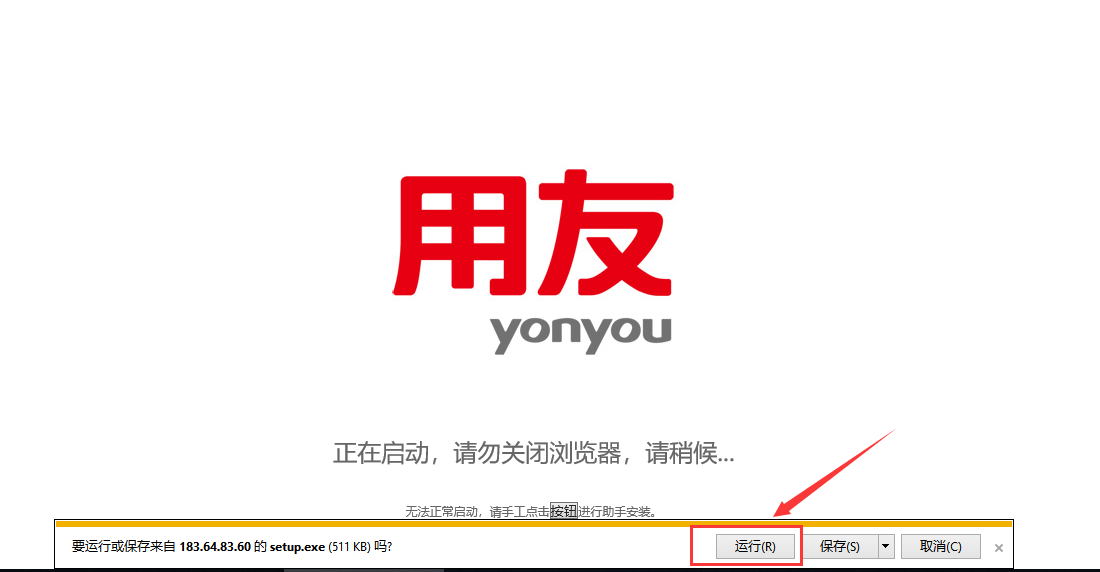 用友
yonyou
正在启动，请勿关闭浏览器，请稍候...
无法正常启动，请手工点击按钮进行助手安装。
要运行或保存来自 183.64.83.60 的 setup.exe (511 KB) 吗? 运行(R) 保存(S) 取消(C) ×